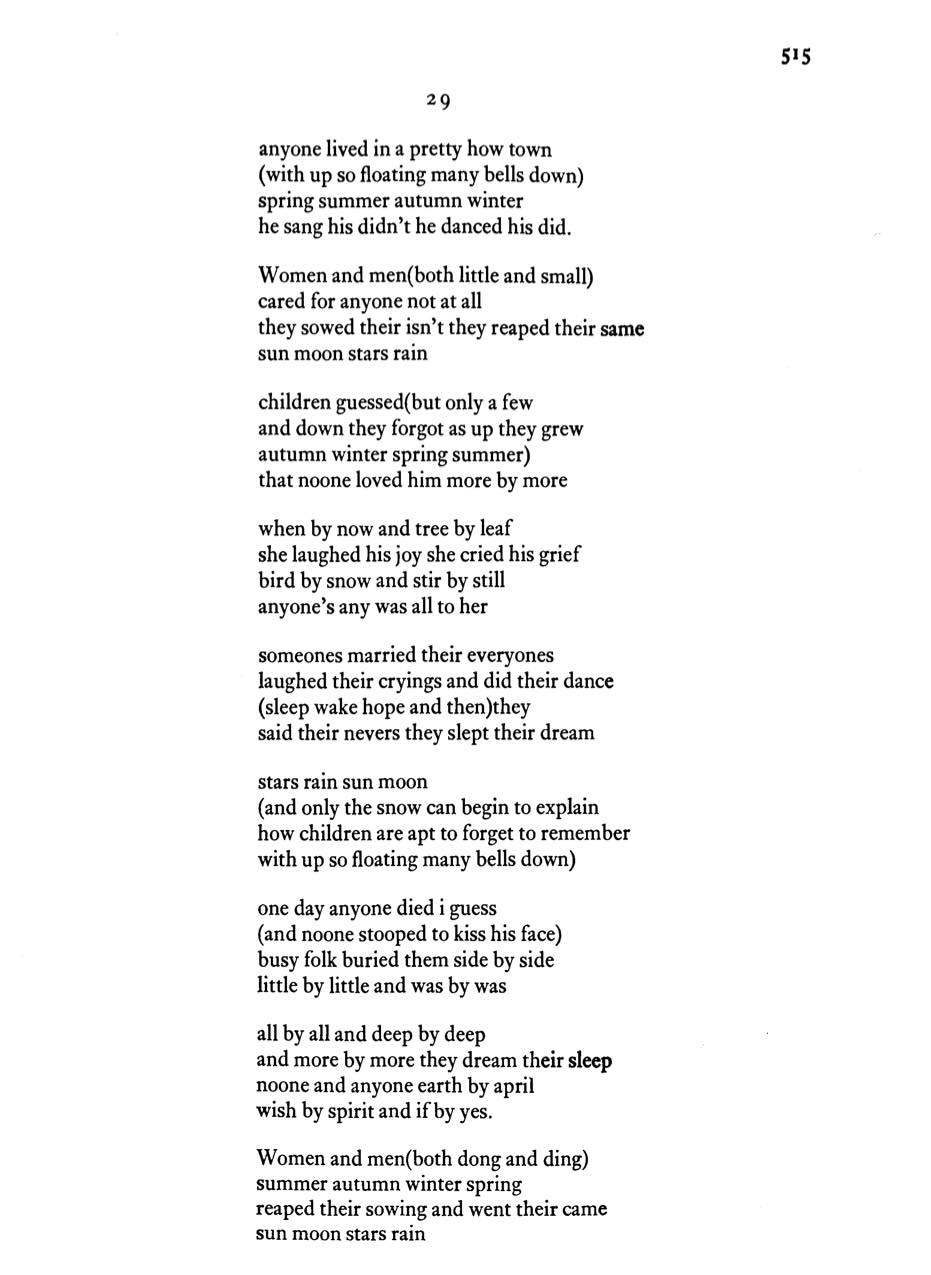 515
29
anyone lived in a pretty how town
(with up so floating many bells down)
spring summer autumn winter
he sang his didn't he danced his did.
Women and men(both little and small)
cared for anyone not at all
they sowed their isn't they reaped their same
sun moon stars rain
children guessed(but only a few
and down they forgot as up they grew
autumn winter spring summer)
that noone loved him more by more
when by now and tree by leaf
she laughed his joy she cried his grief
bird by snow and stir by still
anyone's any was all to her
someones married their everyones
laughed their cryings and did their dance
(sleep wake hope and then)they
said their nevers they slept their dream
stars rain sun moon
(and only the snow can begin to explain
how children are apt to forget to remember
with up so floating many bells down)
one day anyone died i guess
(and noone stooped to kiss his face)
busy folk buried them side by side
little by little and was by was
all by all and deep by deep
and more by more they dream their sleep
noone and anyone earth by april
wish by spirit and if by yes.
Women and men(both dong and ding)
summer autumn winter spring
reaped their sowing and went their came
sun moon stars rain